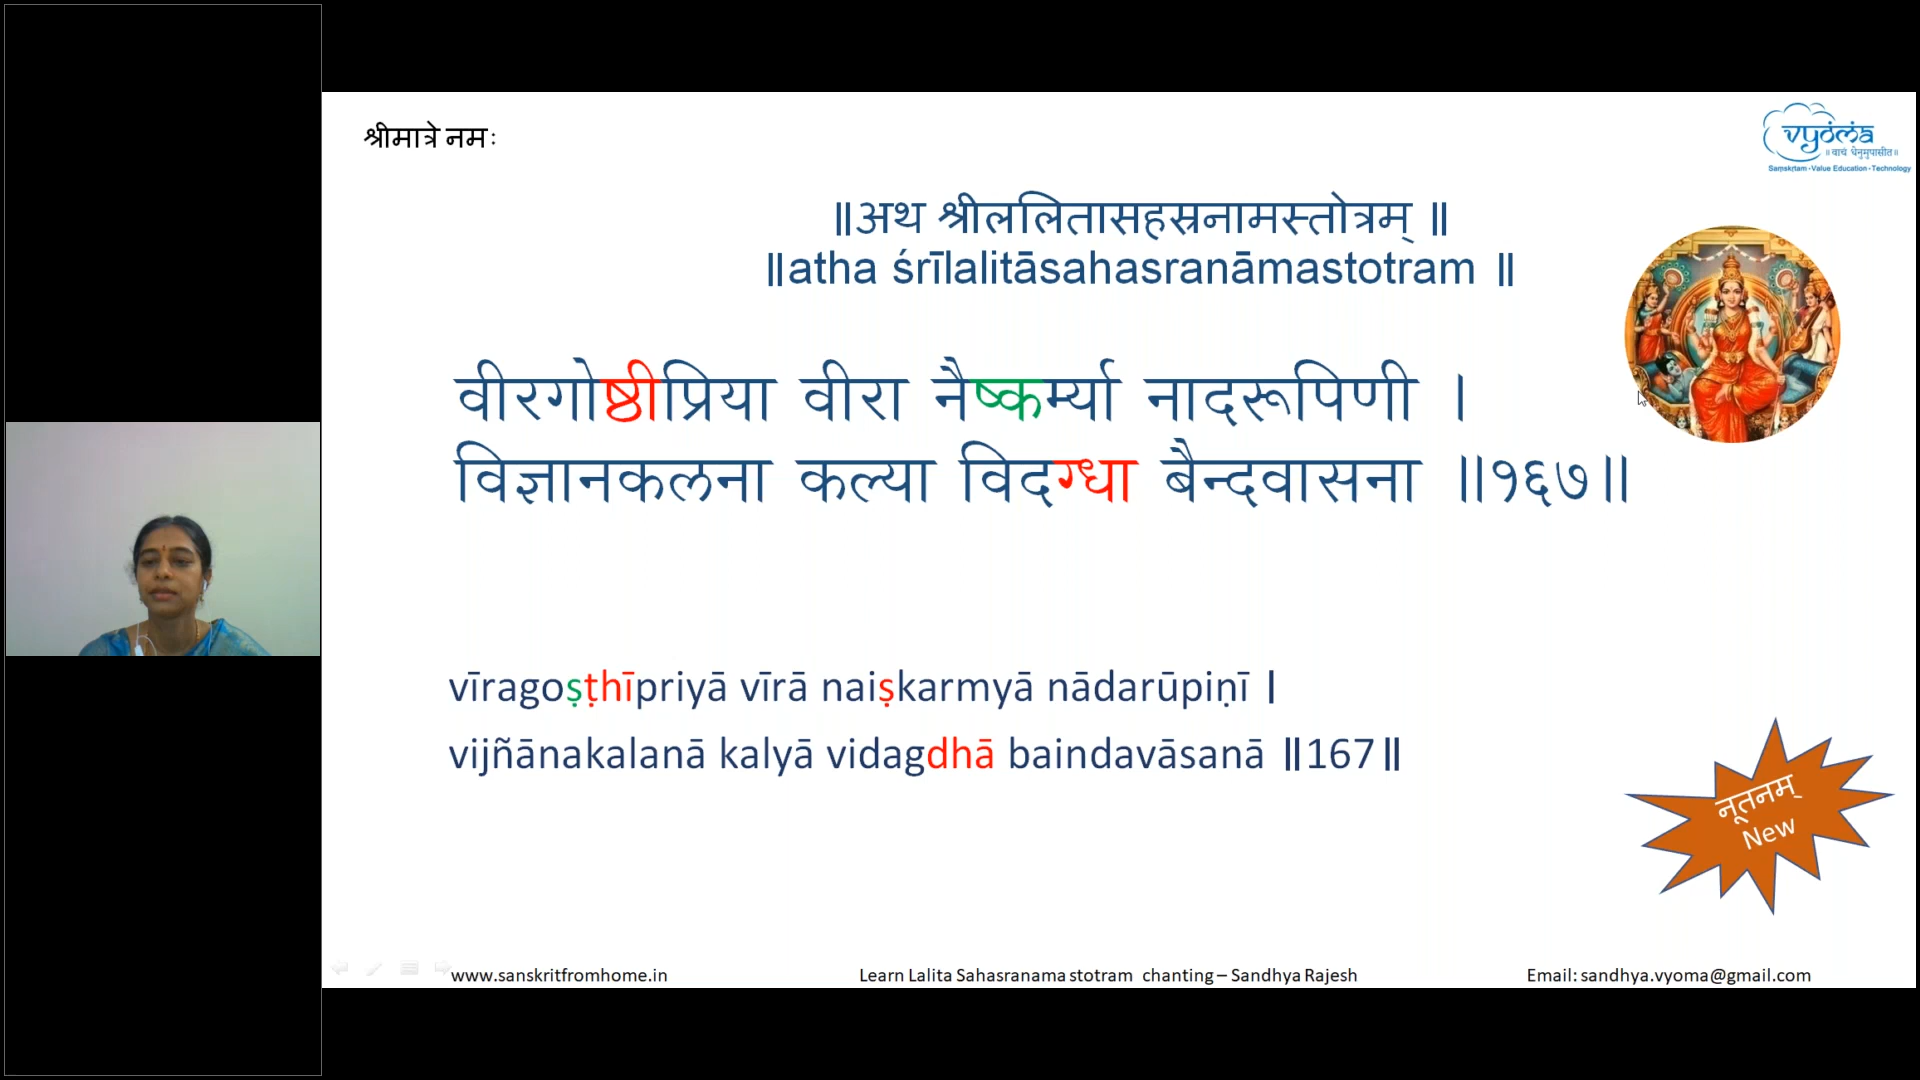 श्रीमात्रे नमः
vyoma
॥ वाचं धेनुमुपासीत॥
Saṃskṛtam - Value Education - Technology
॥अथ श्रीललितासहस्रनामस्तोत्रम् ॥
॥atha śrīlalitāsahasranāmastotram ॥
वीरगोष्ठीप्रिया वीरा नैष्कर्म्या नादरूपिणी ।
विज्ञानकलना कल्या विदग्धा बैन्दवासना ॥१६७॥
vīragoṣṭhīpriyā vīrā naiṣkarmyā nādarūpiṇī ।
vijñānakalanā kalyā vidagdhā baindavāsanā ॥167॥
नूतनम्
New
www.sanskritfromhome.in
Learn Lalita Sahasranama stotram chanting – Sandhya Rajesh
Email: sandhya.vyoma@gmail.com